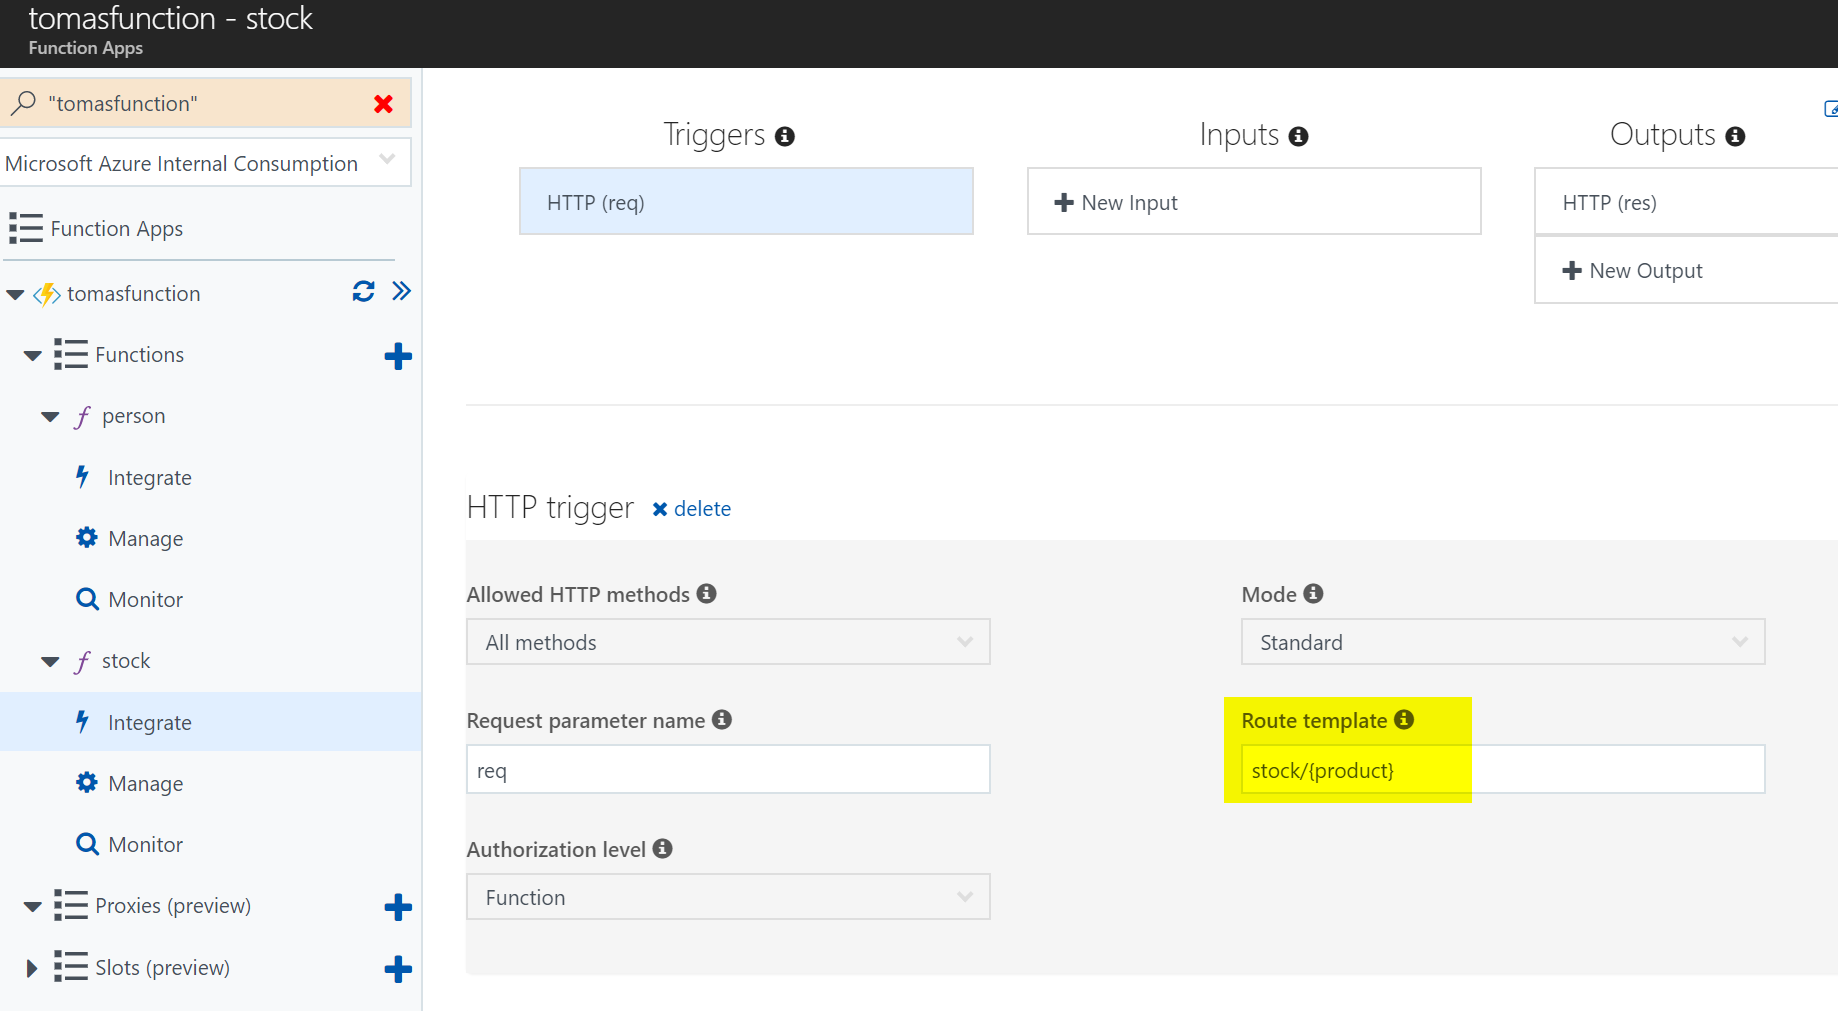 tomasfunction - stock
Function Apps
"tomasfunction"
Microsoft Azure Internal Consumption
Function Apps
tomasfunction
Functions
person
Integrate
Manage
Monitor
stock
Integrate
Manage
Monitor
Proxies (preview)
Slots (preview)
Triggers
HTTP (req)
Inputs
New Input
Outputs
HTTP (res)
New Output
HTTP trigger delete
Allowed HTTP methods
All methods
Mode
Standard
Request parameter name
req
Route template
stock/{product}
Authorization level
Function